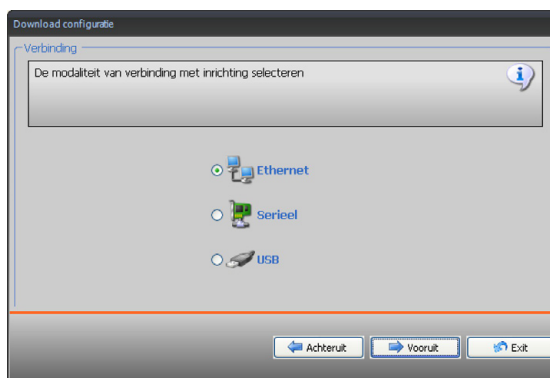 Download configuratie
Verbinding
De modaliteit van verbinding met inrichting selecteren
Ethernet
Serieel
USB
Achteruit
Vooruit
Exit